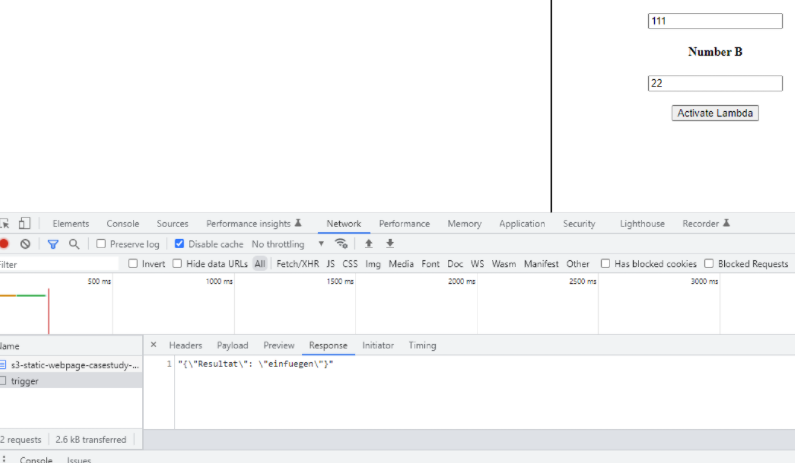 111
Number B
22
Activate Lambda
Elements Console Sources Performance insights Network Performance Memory Application Security Lighthouse Recorder
Preserve log Disable cache No throttling
Filter Invert Hide data URLs All Fetch/XHR JS CSS Img Media Font Doc WS Wasm Manifest Other Has blocked cookies Blocked Requests
500 ms 1000 ms 1500 ms 2000 ms 2500 ms 3000 ms
Name × Headers Payload Preview Response Initiator Timing
s3-static-webpage-casestudy-...
1 "{\"Resultat\": \"einfuegen\"}"
trigger
2 requests 2.6 kB transferred
Console Issues